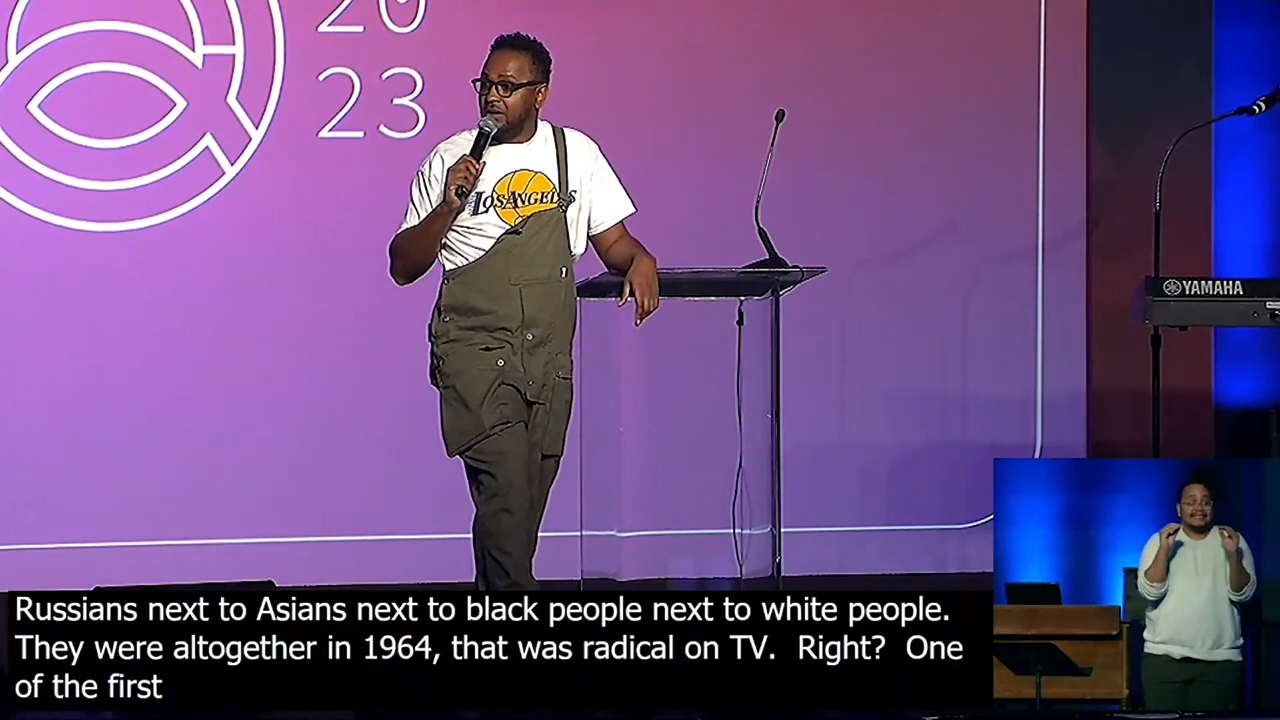 20
23
LOSANGELES
YAMAHA
Russians next to Asians next to black people next to white people.
They were altogether in 1964, that was radical on TV.  Right?  One
of the first